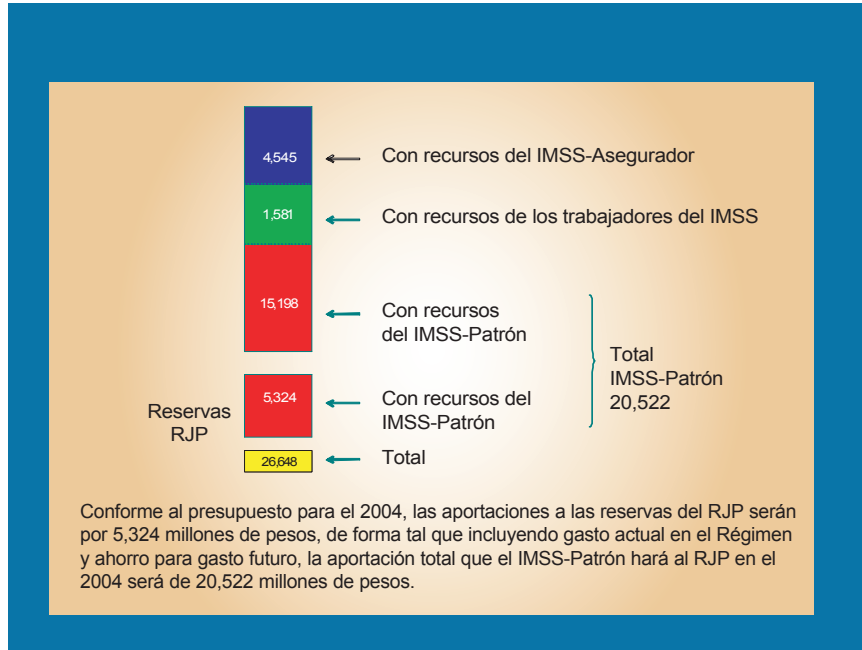 4,545 Con recursos del IMSS-Asegurador
1,581 Con recursos de los trabajadores del IMSS
15,198 Con recursos
del IMSS-Patrón
Total
IMSS-Patrón
20,522
Reservas
RJP
5,324 Con recursos del
IMSS-Patrón
26,648 Total
Conforme al presupuesto para el 2004, las aportaciones a las reservas del RJP serán
por 5,324 millones de pesos, de forma tal que incluyendo gasto actual en el Régimen
y ahorro para gasto futuro, la aportación total que el IMSS-Patrón hará al RJP en el
2004 será de 20,522 millones de pesos.